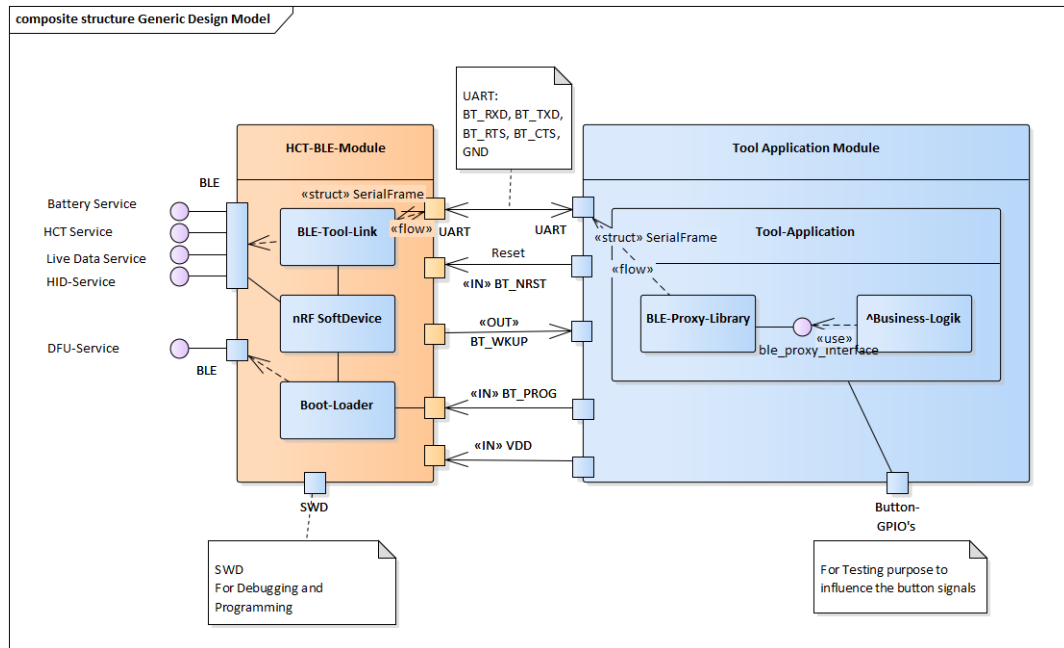 composite structure Generic Design Model
UART:
BT_RXD, BT_TXD,
BT_RTS, BT_CTS,
GND
HCT-BLE-Module
Tool Application Module
BLE
Battery Service
HCT Service
Live Data Service
HID-Service
«struct» SerialFrame
«flow»
BLE-Tool-Link
UART
UART
Reset
«IN» BT_NRST
«struct» SerialFrame
«flow»
Tool-Application
nRF SoftDevice
«OUT»
BT_WKUP
BLE-Proxy-Library
^Business-Logik
«use»
ble_proxy_interface
DFU-Service
BLE
Boot-Loader
«IN» BT_PROG
«IN» VDD
SWD
Button-
GPIO's
SWD
For Debugging and
Programming
For Testing purpose to
influence the button signals